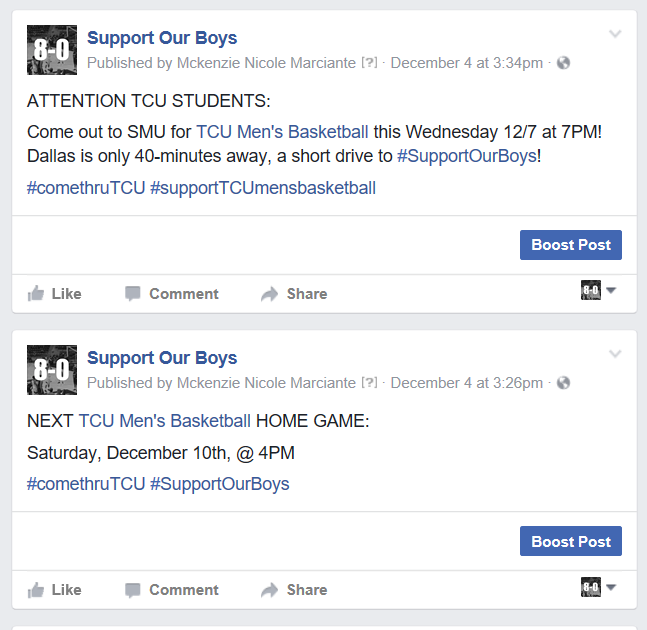 8-0
Support Our Boys
Published by Mckenzie Nicole Marciante [?] · December 4 at 3:34pm ·
ATTENTION TCU STUDENTS:
Come out to SMU for TCU Men's Basketball this Wednesday 12/7 at 7PM!
Dallas is only 40-minutes away, a short drive to #SupportOurBoys!
#comethruTCU #supportTCUmensbasketball
Boost Post
Like Comment Share 8-0
8-0
Support Our Boys
Published by Mckenzie Nicole Marciante [?] · December 4 at 3:26pm ·
NEXT TCU Men's Basketball HOME GAME:
Saturday, December 10th, @ 4PM
#comethruTCU #SupportOurBoys
Boost Post
Like Comment Share 8-0